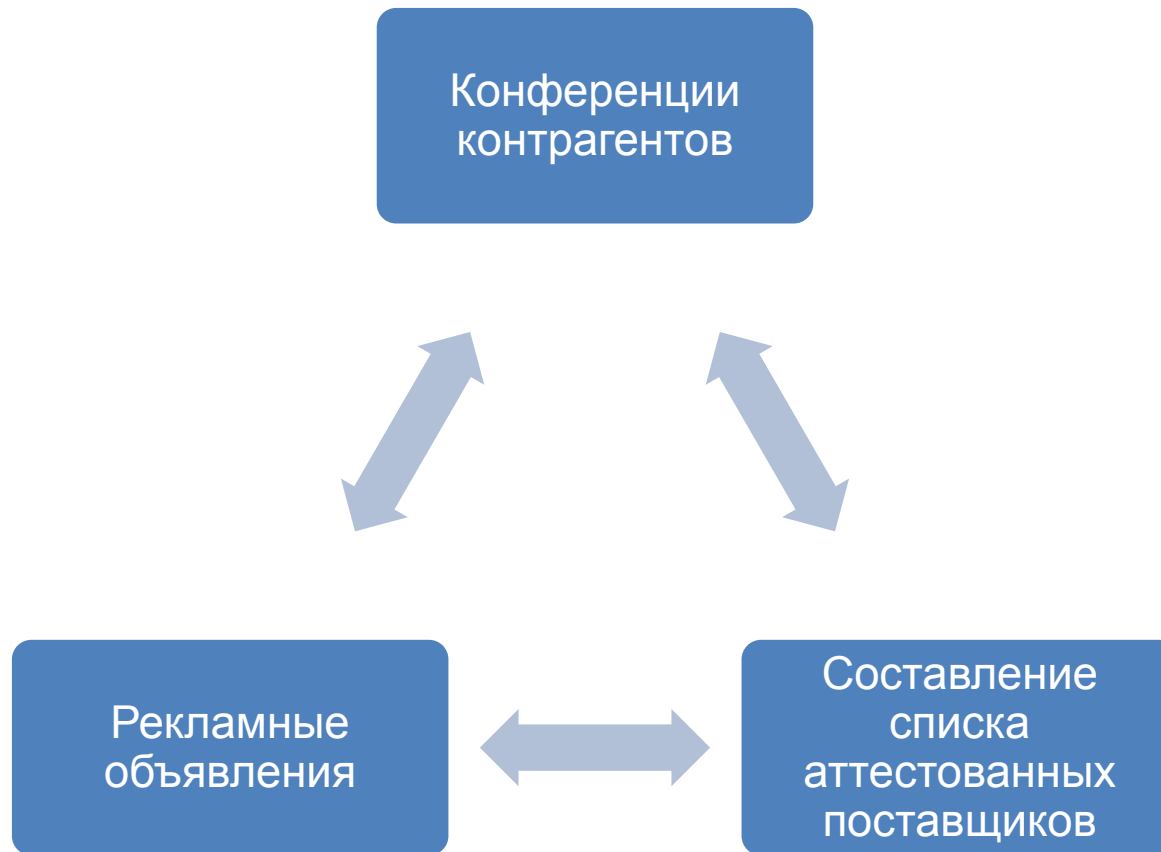 Конференции
контрагентов
Рекламные
объявления
Составление
списка
аттестованных
поставщиков